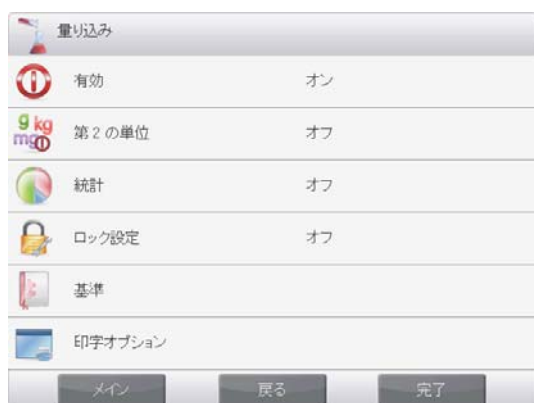 量り込み
有効 オン
g kg
mg
第2の単位 オフ
統計 オフ
ロック設定 オフ
基準
印字オプション
メイン 戻る 完了